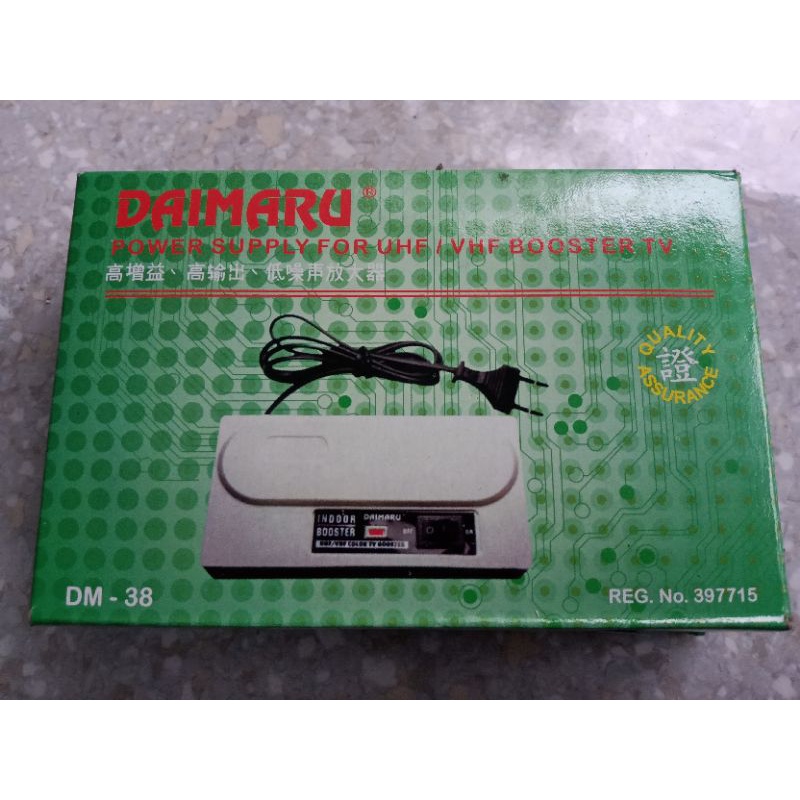 DAIMARU®
POWER SUPPLY FOR UHF / VHF BOOSTER TV
高增益、高输出、低噪声放大器
QUALITY
證
ASSURANCE
INDOOR
BOOSTER
DAIMARU
DM - 38
REG. No. 397715